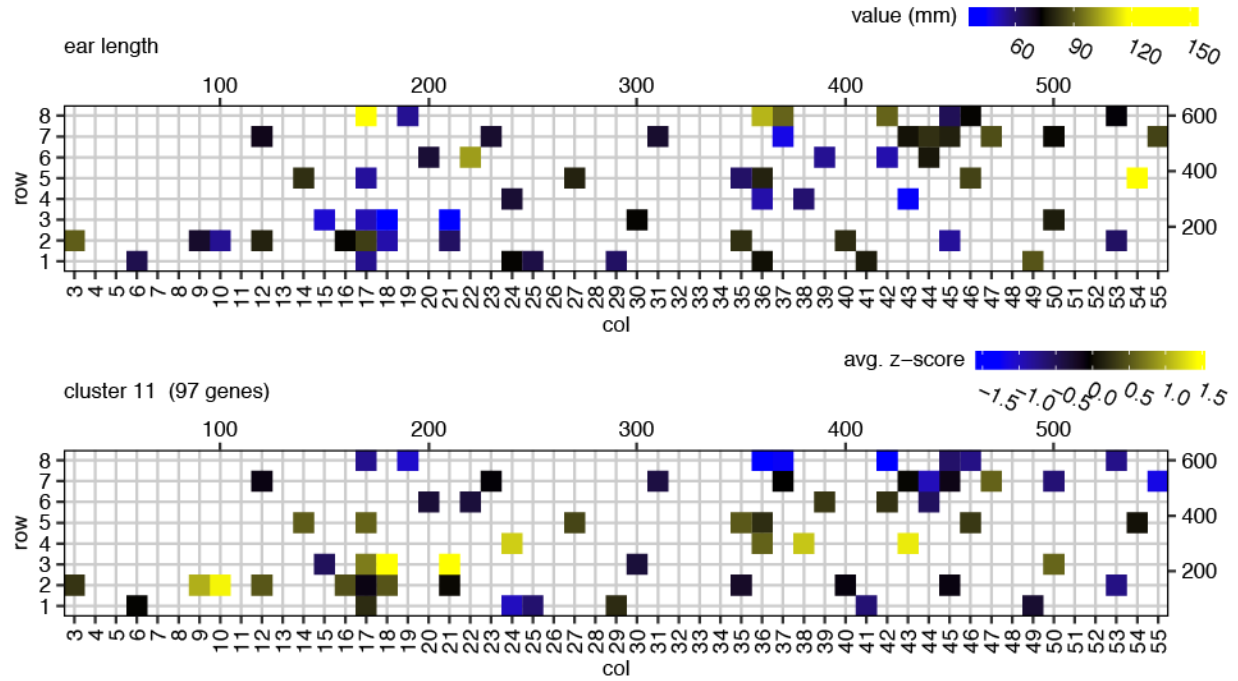 value (mm)
60 90 120 150
ear length
100 200 300 400 500
8 600
7
6 400
5
row
4
3 200
2
1
3 4 5 6 7 8 9 10 11 12 13 14 15 16 17 18 19 20 21 22 23 24 25 26 27 28 29 30 31 32 33 34 35 36 37 38 39 40 41 42 43 44 45 46 47 48 49 50 51 52 53 54 55
col
avg. z−score
−1.5 −1.0 −0.5 0.0 0.5 1.0 1.5
cluster 11 (97 genes)
100 200 300 400 500
8 600
7
6 400
5
row
4
3 200
2
1
3 4 5 6 7 8 9 10 11 12 13 14 15 16 17 18 19 20 21 22 23 24 25 26 27 28 29 30 31 32 33 34 35 36 37 38 39 40 41 42 43 44 45 46 47 48 49 50 51 52 53 54 55
col